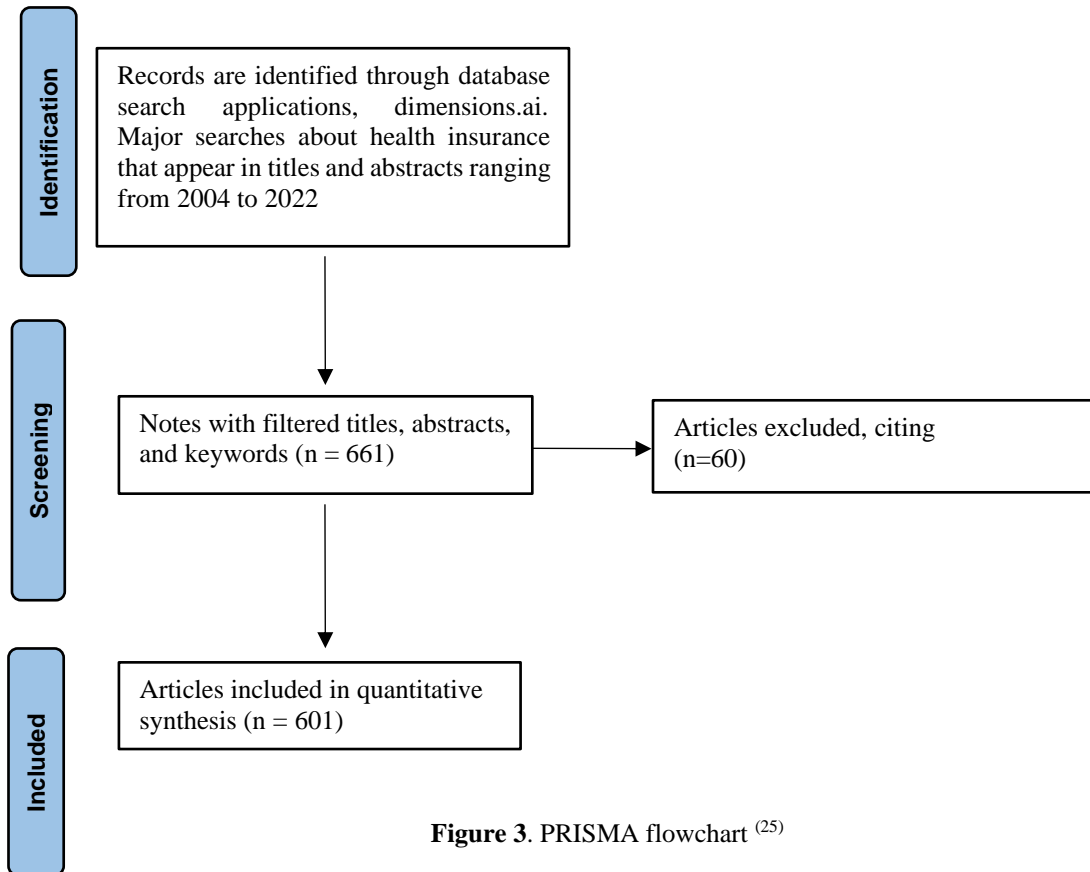 Identification
Records are identified through database
search applications, dimensions.ai.
Major searches about health insurance
that appear in titles and abstracts ranging
from 2004 to 2022
Screening
Notes with filtered titles, abstracts,
and keywords (n = 661)
Articles excluded, citing
(n=60)
Included
Articles included in quantitative
synthesis (n = 601)
Figure 3. PRISMA flowchart (25)